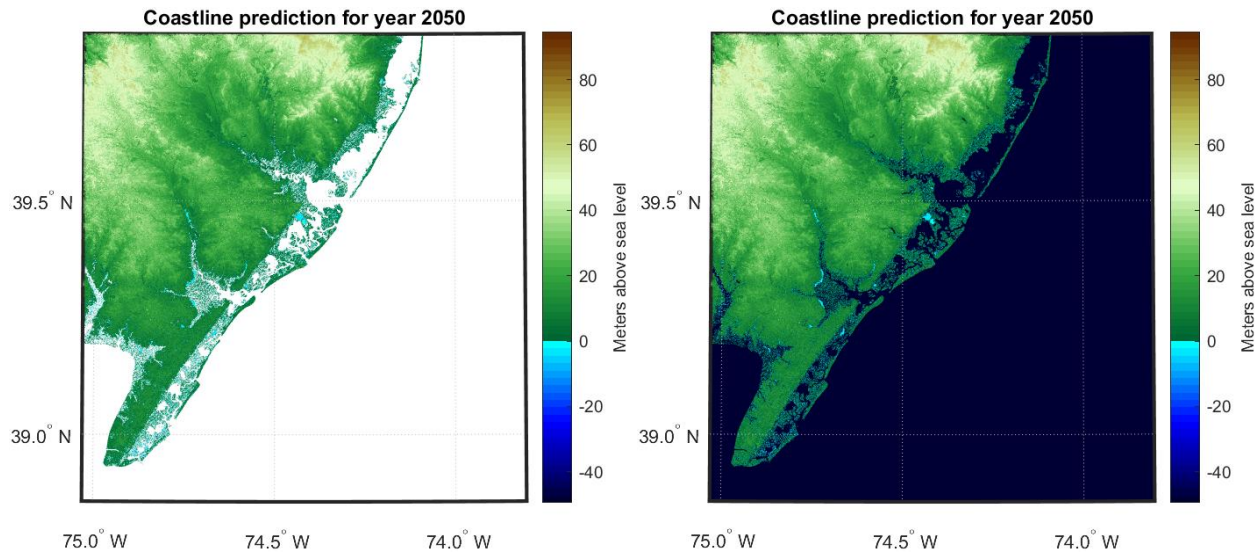 Coastline prediction for year 2050
39.5° N
39.0° N
75.0° W
74.5° W
74.0° W
80
60
40
20
0
-20
-40
Meters above sea level
Coastline prediction for year 2050
39.5° N
39.0° N
75.0° W
74.5° W
74.0° W
80
60
40
20
0
-20
-40
Meters above sea level